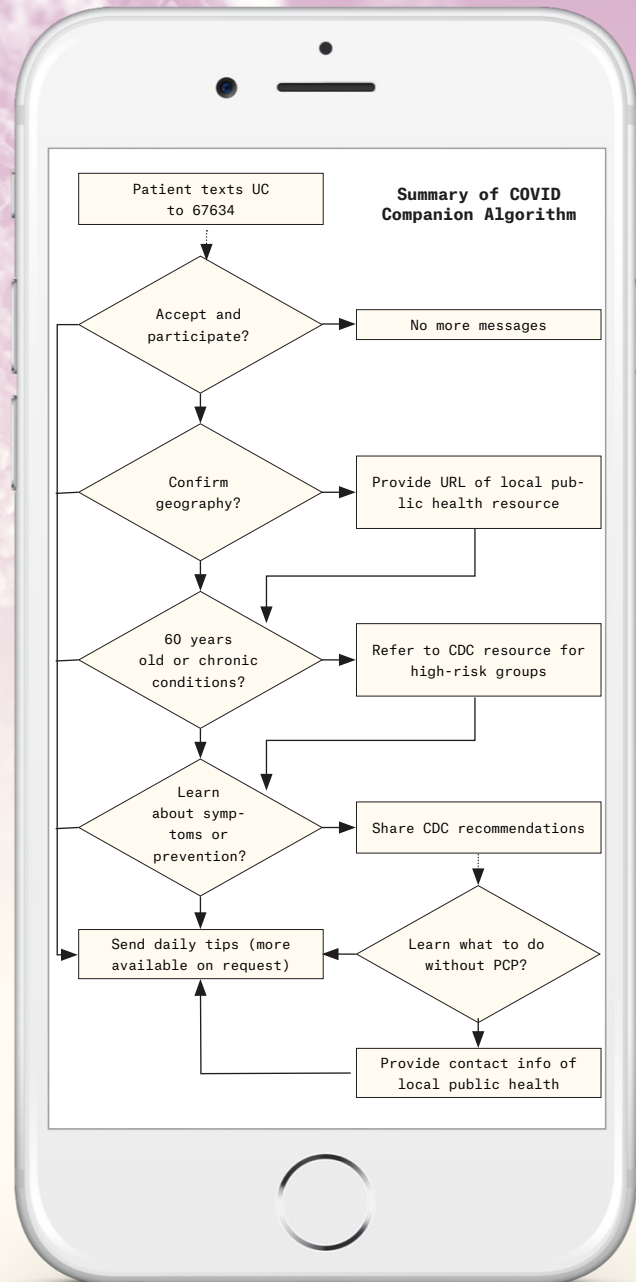 Patient texts UC
to 67634
Summary of COVID
Companion Algorithm
Accept and
participate?
No more messages
Confirm
geography?
Provide URL of local pub-
lic health resource
60 years
old or chronic
conditions?
Refer to CDC resource for
high-risk groups
Learn
about symp-
toms or
prevention?
Share CDC recommendations
Send daily tips (more
available on request)
Learn what to do
without PCP?
Provide contact info of
local public health